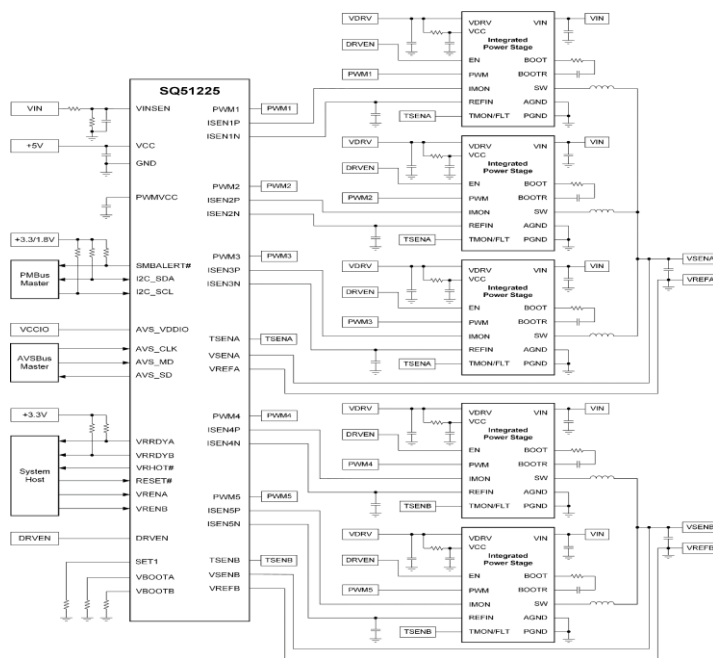 SQ51225
VIN
VINSEN
+5V
VCC
GND
PWMVCC
+3.3/1.8V
PMBus
Master
SMBALERT#
I2C_SDA
I2C_SCL
VCCIO
AVS_VDDIO
AVSBus
Master
AVS_CLK
AVS_MD
AVS_SD
+3.3V
System
Host
VRRDYA
VRRDYB
VRHOT#
RESET#
VRENA
VRENB
DRVEN
DRVEN
SET1
VBOOTA
VBOOTB
PWM1
PWM1
ISEN1P
ISEN1N
PWM2
PWM2
ISEN2P
ISEN2N
PWM3
PWM3
ISEN3P
ISEN3N
TSENA
TSENA
VSENA
VREFA
PWM4
PWM4
ISEN4P
ISEN4N
PWM5
PWM5
ISEN5P
ISEN5N
TSENB
TSENB
VSENB
VREFB
VDRV
DRVEN
PWM1
TSENA
VDRV VIN
VCC
Integrated
Power Stage
EN BOOT
PWM BOOTR
IMON SW
REFIN AGND
TMON/FLT PGND
VIN
VDRV
DRVEN
PWM2
TSENA
VDRV VIN
VCC
Integrated
Power Stage
EN BOOT
PWM BOOTR
IMON SW
REFIN AGND
TMON/FLT PGND
VIN
VDRV
DRVEN
PWM3
TSENA
VDRV VIN
VCC
Integrated
Power Stage
EN BOOT
PWM BOOTR
IMON SW
REFIN AGND
TMON/FLT PGND
VIN
VSENA
VREFA
VDRV
DRVEN
PWM4
TSENB
VDRV VIN
VCC
Integrated
Power Stage
EN BOOT
PWM BOOTR
IMON SW
REFIN AGND
TMON/FLT PGND
VIN
VDRV
DRVEN
PWM5
TSENB
VDRV VIN
VCC
Integrated
Power Stage
EN BOOT
PWM BOOTR
IMON SW
REFIN AGND
TMON/FLT PGND
VIN
VSENB
VREFB